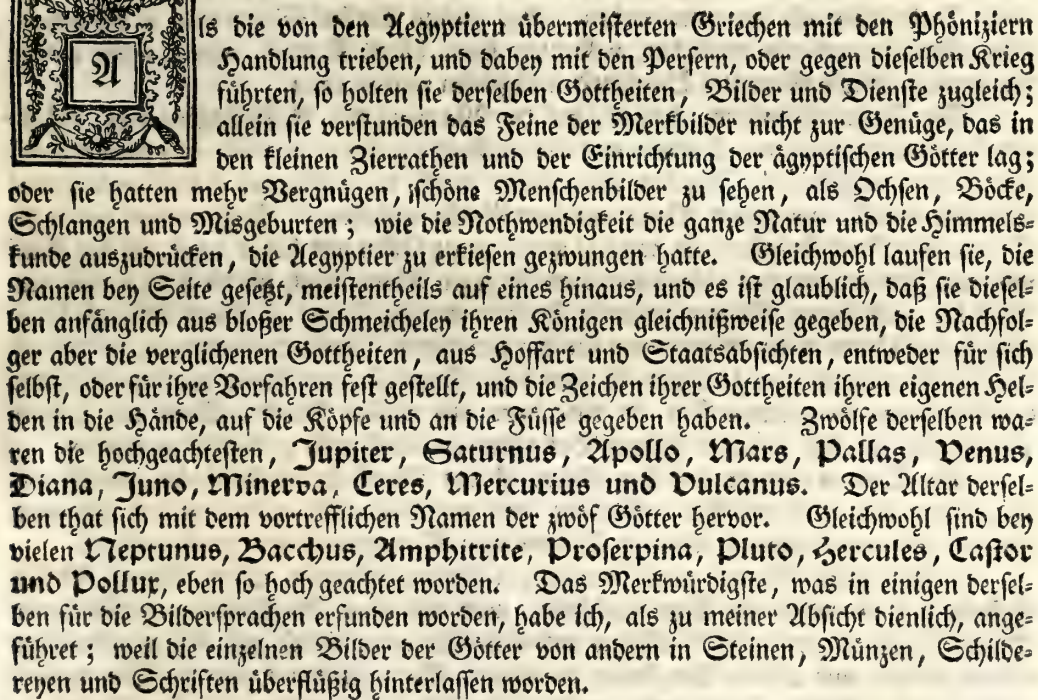 Als die von den Aegyptiern übermeisterten Griechen mit den Phöniziern
Handlung trieben, und dabey mit den Persern, oder gegen dieselben Krieg
führten, so holten sie derselben Gottheiten, Bilder und Dienste zugleich;
allein sie verstunden das Feine der Merkbilder nicht zur Genüge, das in
den kleinen Zierrathen und der Einrichtung der ägyptischen Götter lag;
oder sie hatten mehr Vergnügen, schöne Menschenbilder zu sehen, als Ochsen, Böcke,
Schlangen und Misgeburten; wie die Nothwendigkeit die ganze Natur und die Himmels=
kunde auszudrücken, die Aegyptier zu erkiesen gezwungen hatte. Gleichwohl laufen sie, die
Namen bey Seite gesetzt, meistentheils auf eines hinaus, und es ist glaublich, daß sie diesel=
ben anfänglich aus bloßer Schmeicheley ihren Königen gleichnißweise gegeben, die Nachfol=
ger aber die verglichenen Gottheiten, aus Hoffart und Staatsabsichten, entweder für sich
selbst, oder für ihre Vorfahren fest gestellt, und die Zeichen ihrer Gottheiten ihren eigenen Hel=
den in die Hände, auf die Köpfe und an die Füsse gegeben haben. Zwölfe derselben wa=
ren die hochgeachtesten, Jupiter, Saturnus, Apollo, Mars, Pallas, Venus,
Diana, Juno, Minerva, Ceres, Mercurius und Vulcanus. Der Altar dersel=
ben that sich mit dem vortrefflichen Namen der zwöf Götter hervor. Gleichwohl sind bey
vielen Neptunus, Bacchus, Amphitrite, Proserpina, Pluto, Hercules, Castor
und Pollux, eben so hoch geachtet worden. Das Merkwürdigste, was in einigen dersel=
ben für die Bildersprachen erfunden worden, habe ich, als zu meiner Absicht dienlich, ange=
führet; weil die einzelnen Bilder der Götter von andern in Steinen, Münzen, Schilde=
reyen und Schriften überflüßig hinterlassen worden.